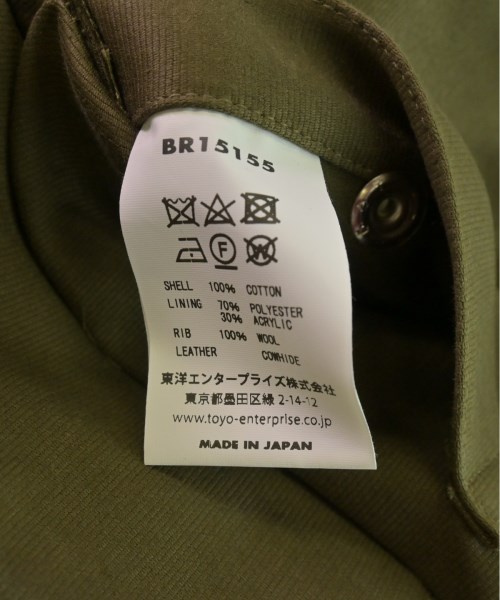 BR15155
F W
SHELL 100% COTTON
LINING 70% POLYESTER
30% ACRYLIC
RIB 100% WOOL
LEATHER COWHIDE
東洋エンタープライズ株式会社
東京都墨田区緑 2-14-12
www.toyo-enterprise.co.jp
MADE IN JAPAN